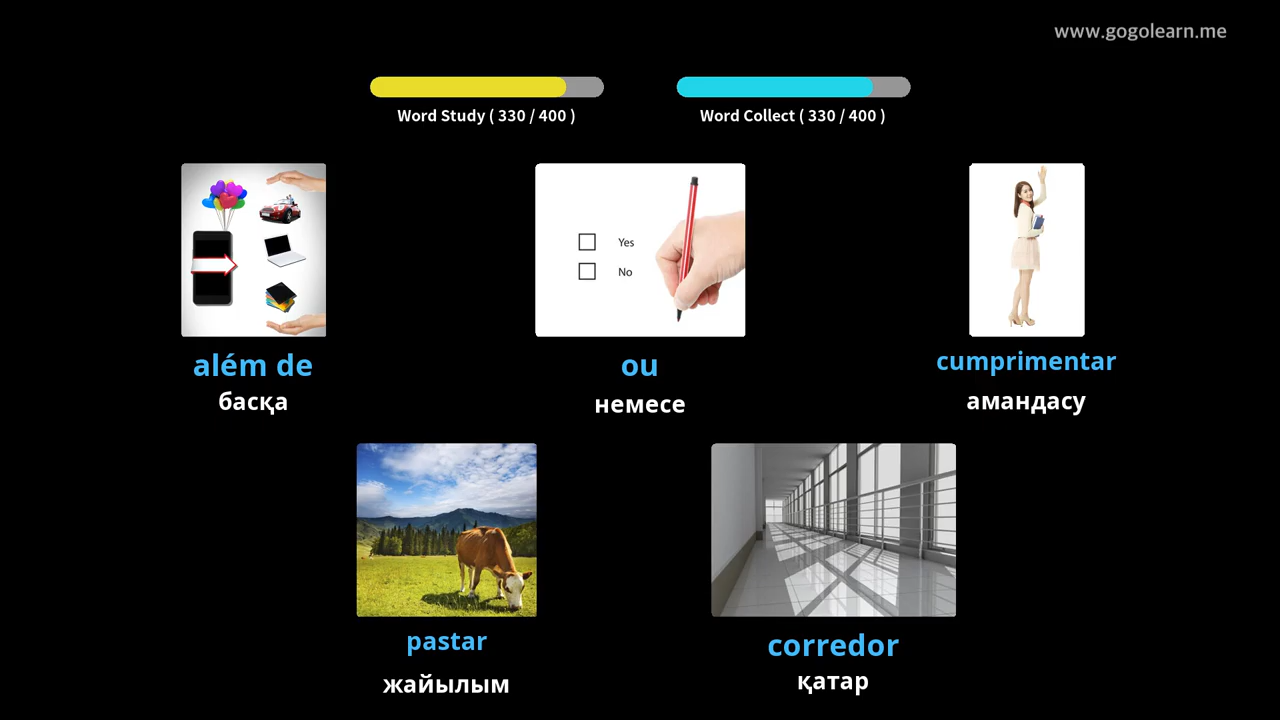 www.gogolearn.me
Word Study ( 330 / 400 )
Word Collect ( 330 / 400 )
Yes
No
além de
басқа
ou
немесе
cumprimentar
амандасу
pastar
жайылым
corredor
қатар